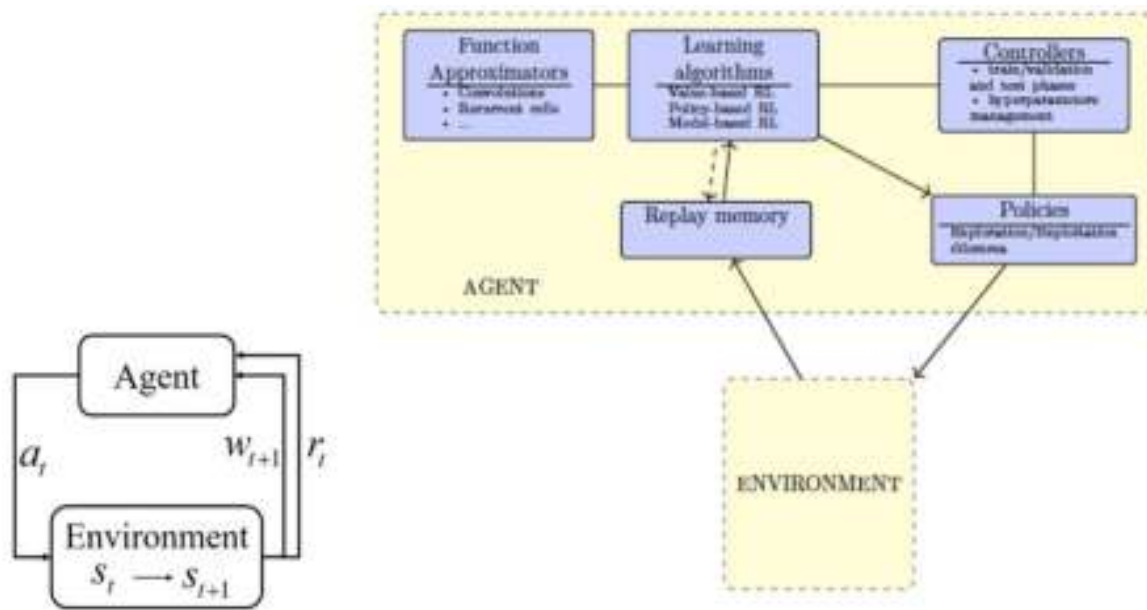 Function
Approximators
• Convolutions
• Recurrent cells
• ...
Learning
algorithms
Value-based RL
Policy-based RL
Model-based RL
Controllers
• train/validation
and test phases
• hyperparameters
management
Replay memory
Policies
Exploration/Exploitation
dilemma
AGENT
ENVIRONMENT
Agent
a_t
w_{t+1}
r_t
Environment
s_t → s_{t+1}